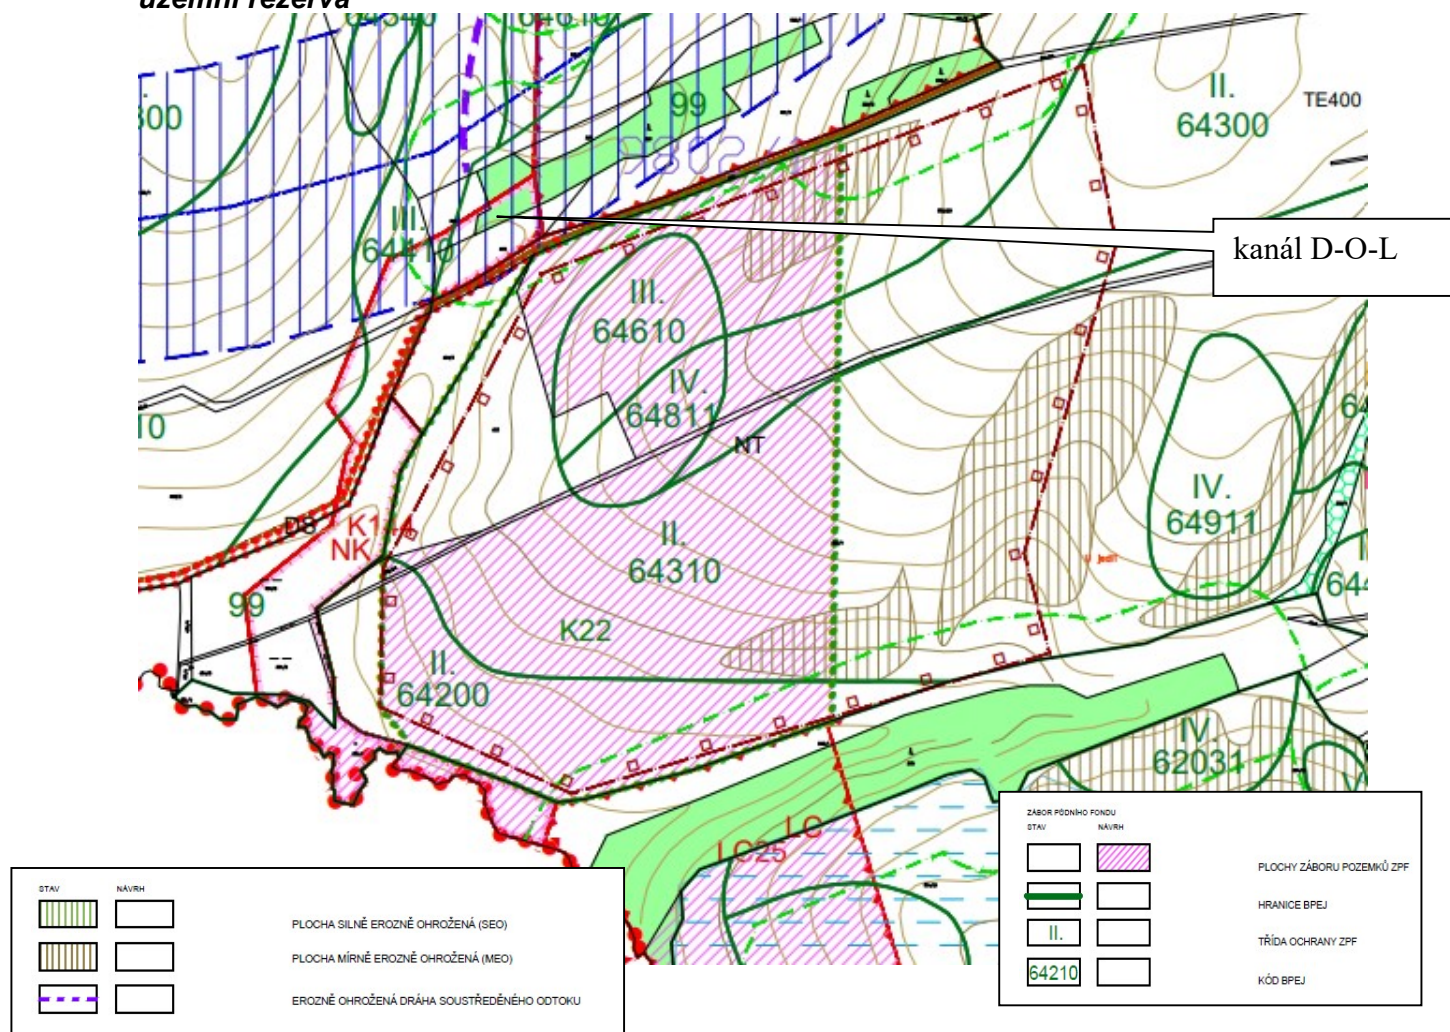 územní rezerva
64610
99
II.
64300
TE400
300
III.
64410
kanál D-O-L
III.
64610
IV.
64811
NT
10
IV.
64911
II.
64310
DS
NK
99
K22
II.
64200
IV.
62031
LC
LC25
ZÁBOR PŮDNÍHO FONDU
STAV NÁVRH
PLOCHY ZÁBORU POZEMKŮ ZPF
HRANICE BPEJ
II. TŘÍDA OCHRANY ZPF
64210 KÓD BPEJ
STAV NÁVRH
PLOCHA SILNĚ EROZNĚ OHROŽENÁ (SEO)
PLOCHA MÍRNĚ EROZNĚ OHROŽENÁ (MEO)
EROZNĚ OHROŽENÁ DRÁHA SOUSTŘEDĚNÉHO ODTOKU